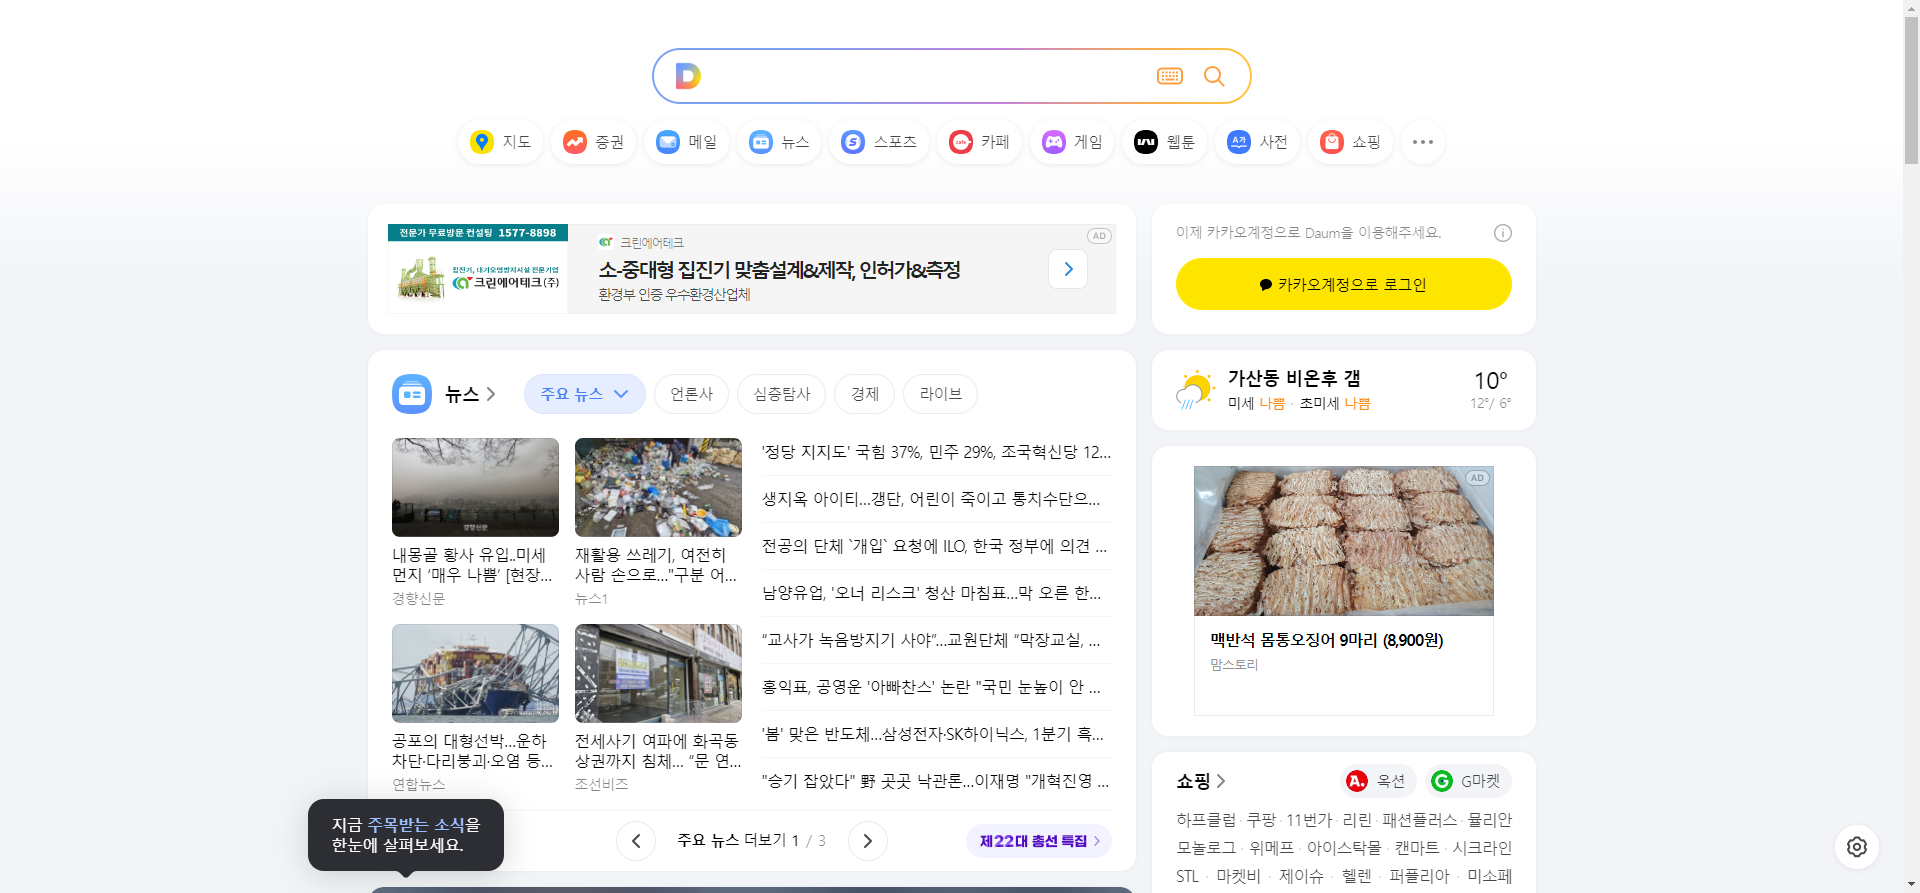 D
지도
증권
메일
뉴스
스포츠
카페
게임
웹툰
사전
쇼핑
전문가 무료방문 컨설팅 1577-8898
집진기, 대기오염방지시설 전문기업
크린에어테크(주)
크린에어테크
소-중대형 집진기 맞춤설계&제작, 인허가&측정
환경부 인증 우수환경산업체
AD
이제 카카오계정으로 Daum을 이용해주세요.
카카오계정으로 로그인
뉴스
주요 뉴스
언론사
심층탐사
경제
라이브
경향신문
내몽골 황사 유입..미세
먼지 ‘매우 나쁨’ [현장...
경향신문
재활용 쓰레기, 여전히
사람 손으로..."구분 어...
뉴스1
공포의 대형선박...운하
차단·다리붕괴·오염 등...
연합뉴스
전세사기 여파에 화곡동
상권까지 침체... “문 연...
조선비즈
'정당 지지도' 국힘 37%, 민주 29%, 조국혁신당 12...
생지옥 아이티...갱단, 어린이 죽이고 통치수단으...
전공의 단체 `개입` 요청에 ILO, 한국 정부에 의견 ...
남양유업, '오너 리스크' 청산 마침표...막 오른 한...
“교사가 녹음방지기 사야”...교원단체 “막장교실, ...
홍익표, 공영운 '아빠찬스' 논란 "국민 눈높이 안 ...
'봄' 맞은 반도체...삼성전자·SK하이닉스, 1분기 흑...
"승기 잡았다" 野 곳곳 낙관론...이재명 "개혁진영 ...
지금 주목받는 소식을
한눈에 살펴보세요.
주요 뉴스 더보기 1 / 3
제22대 총선 특집
가산동 비온후 갬
미세 나쁨 · 초미세 나쁨
10°
12°/ 6°
AD
맥반석 몸통오징어 9마리 (8,900원)
맘스토리
쇼핑
A. 옥션
G G마켓
하프클럽 · 쿠팡 · 11번가 · 리린 · 패션플러스 · 뮬리안
모놀로그 · 위메프 · 아이스탁몰 · 캔마트 · 시크라인
STL · 마켓비 · 제이슈 · 헬렌 · 퍼플리아 · 미소페